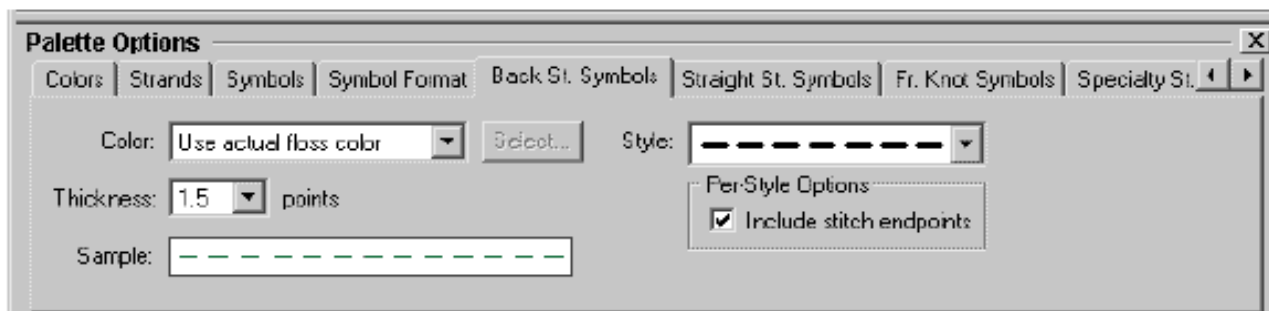 Palette Options
Colors Strands Symbols Symbol Format Back St. Symbols Straight St. Symbols Fr. Knot Symbols Specialty St.
Color: Use actual floss color Select... Style:
Thickness: 1.5 points
Per-Style Options
Include stitch endpoints
Sample: